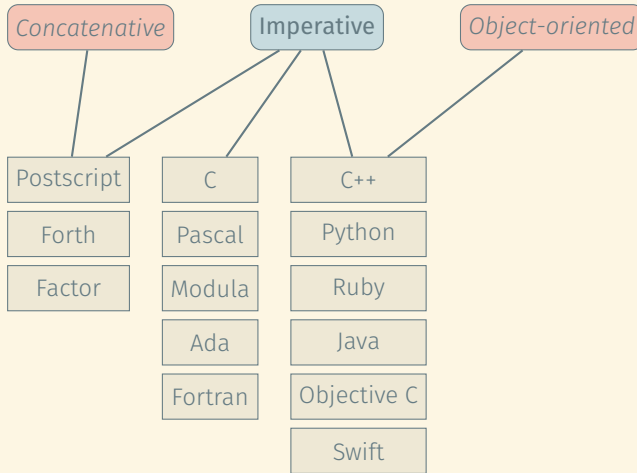 Concatenative
Imperative
Object-oriented
Postscript
C
C++
Forth
Pascal
Python
Factor
Modula
Ruby
Ada
Java
Fortran
Objective C
Swift